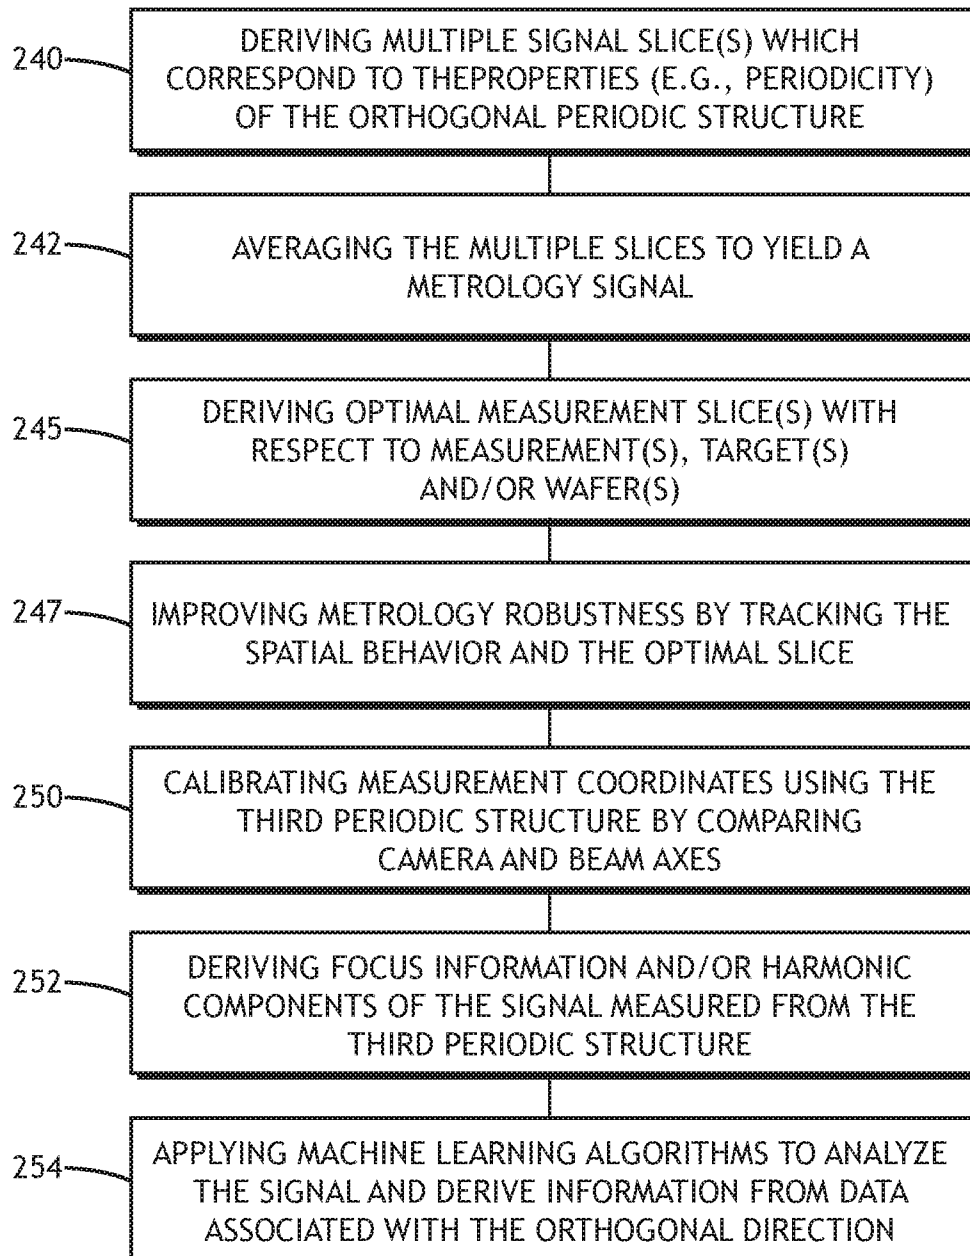 240
DERIVING MULTIPLE SIGNAL SLICE(S) WHICH
CORRESPOND TO THEPROPERTIES (E.G., PERIODICITY)
OF THE ORTHOGONAL PERIODIC STRUCTURE
242
AVERAGING THE MULTIPLE SLICES TO YIELD A
METROLOGY SIGNAL
245
DERIVING OPTIMAL MEASUREMENT SLICE(S) WITH
RESPECT TO MEASUREMENT(S), TARGET(S)
AND/OR WAFER(S)
247
IMPROVING METROLOGY ROBUSTNESS BY TRACKING THE
SPATIAL BEHAVIOR AND THE OPTIMAL SLICE
250
CALIBRATING MEASUREMENT COORDINATES USING THE
THIRD PERIODIC STRUCTURE BY COMPARING
CAMERA AND BEAM AXES
252
DERIVING FOCUS INFORMATION AND/OR HARMONIC
COMPONENTS OF THE SIGNAL MEASURED FROM THE
THIRD PERIODIC STRUCTURE
254
APPLYING MACHINE LEARNING ALGORITHMS TO ANALYZE
THE SIGNAL AND DERIVE INFORMATION FROM DATA
ASSOCIATED WITH THE ORTHOGONAL DIRECTION